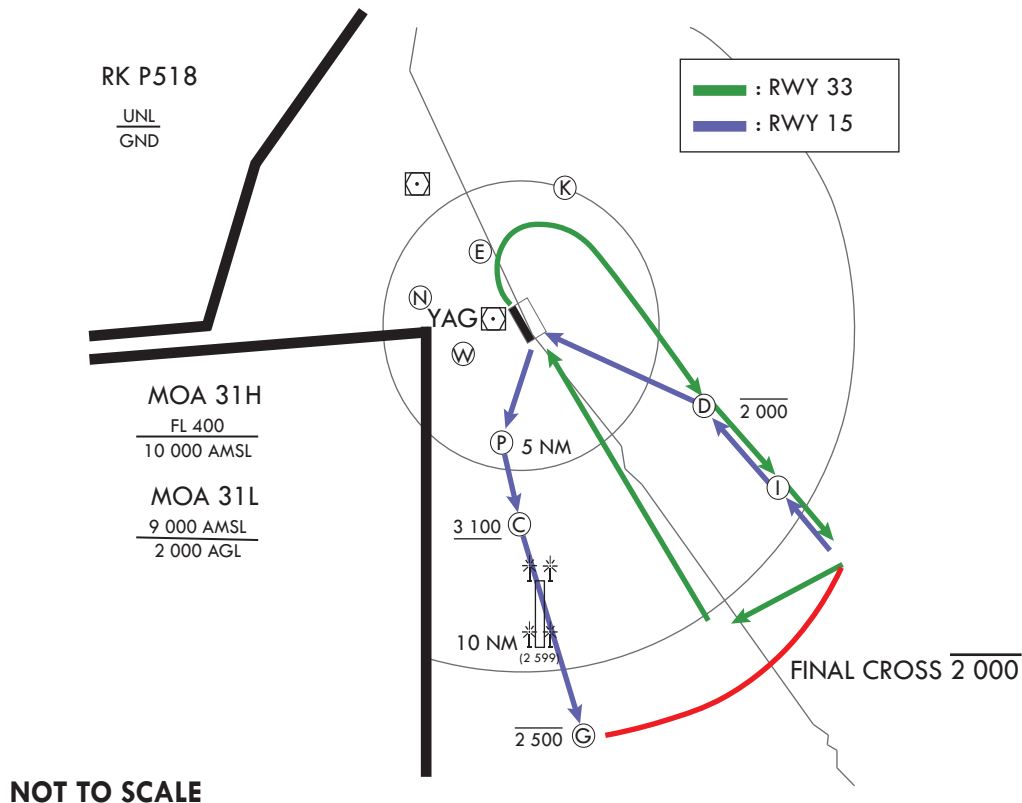 RK P518
UNL
GND
: RWY 33
: RWY 15
K
E
N
YAG
W
MOA 31H
FL 400
10 000 AMSL
MOA 31L
9 000 AMSL
2 000 AGL
D
2 000
P
5 NM
I
3 100
C
10 NM
(2 599)
FINAL CROSS 2 000
2 500
G
NOT TO SCALE